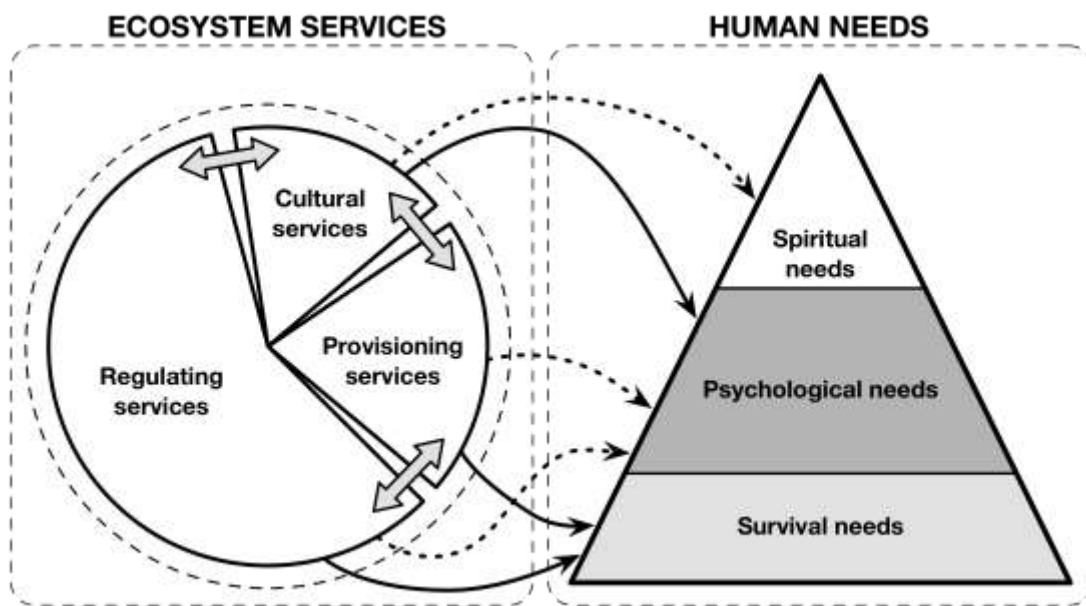 ECOSYSTEM SERVICES
HUMAN NEEDS
Cultural
services
Provisioning
services
Regulating
services
Spiritual
needs
Psychological needs
Survival needs